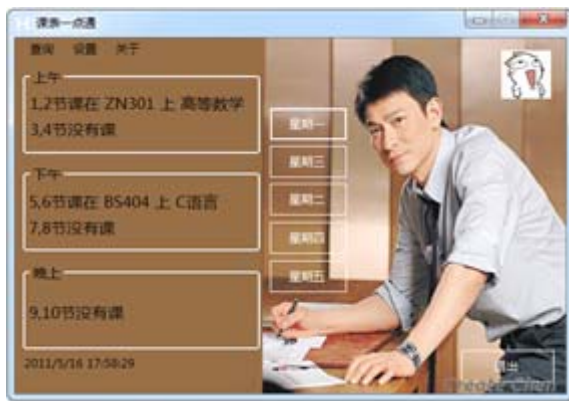 课表一点通
查询 设置 关于
上午
1,2节课在 ZN301 上 高等数学
3,4节没有课
下午
5,6节课在 BS404 上 C语言
7,8节没有课
晚上
9,10节没有课
2011/5/16 17:58:29
星期一
星期三
星期二
星期四
星期五